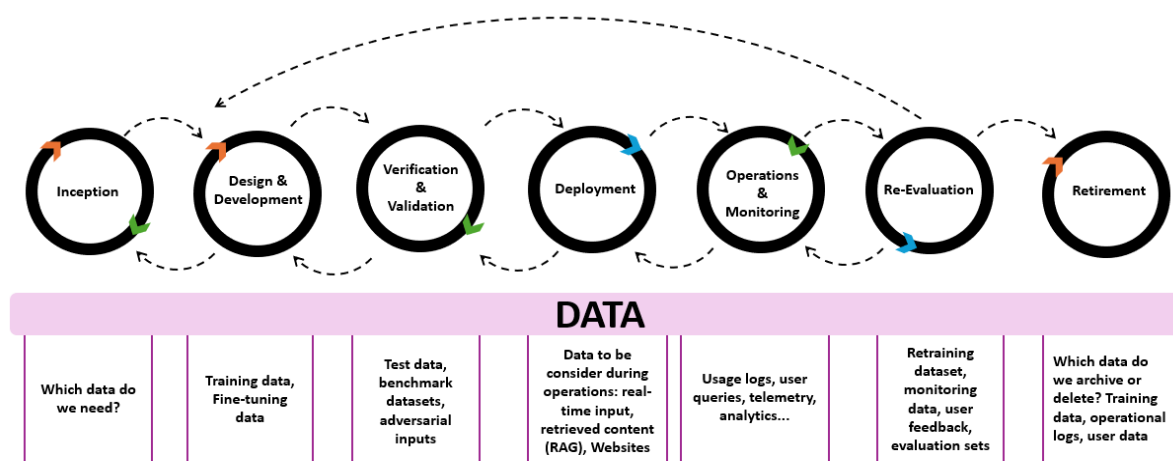 Inception
Design &
Development
Verification
&
Validation
Deployment
Operations
&
Monitoring
Re-Evaluation
Retirement
DATA
Which data do
we need?
Training data,
Fine-tuning
data
Test data,
benchmark
datasets,
adversarial
inputs
Data to be
consider during
operations: real-
time input,
retrieved content
(RAG), Websites
Usage logs, user
queries, telemetry,
analytics...
Retraining
dataset,
monitoring
data, user
feedback,
evaluation sets
Which data do
we archive or
delete? Training
data, operational
logs, user data